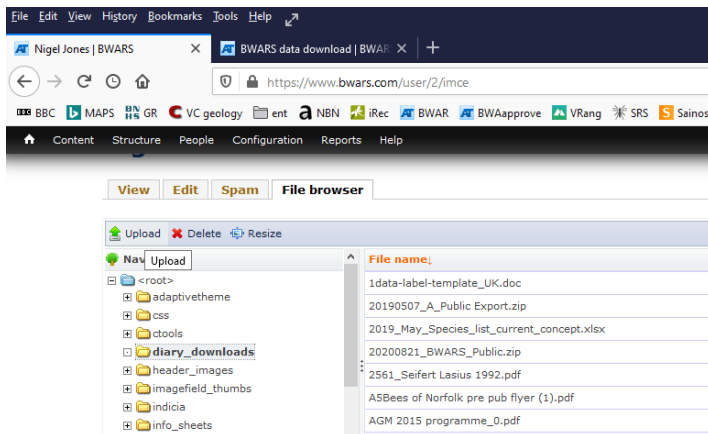 File Edit View History Bookmarks Tools Help
Nigel Jones | BWARS × BWARS data download | BWAR × +
https://www.bwars.com/user/2/imce
BBC MAPS BN HS GR VC geology ent NBN iRec BWAR BWAapprove VRang SRS Sainos
Content Structure People Configuration Reports Help
View Edit Spam File browser
Upload Delete Resize
Nav Upload File name↓
<root> 1data-label-template_UK.doc
adaptivetheme 20190507_A_Public Export.zip
css 2019_May_Species_list_current_concept.xlsx
ctools 20200821_BWARS_Public.zip
diary_downloads 2561_Seifert Lasius 1992.pdf
header_images A5Bees of Norfolk pre pub flyer (1).pdf
imagefield_thumbs AGM 2015 programme_0.pdf
indicia
info_sheets